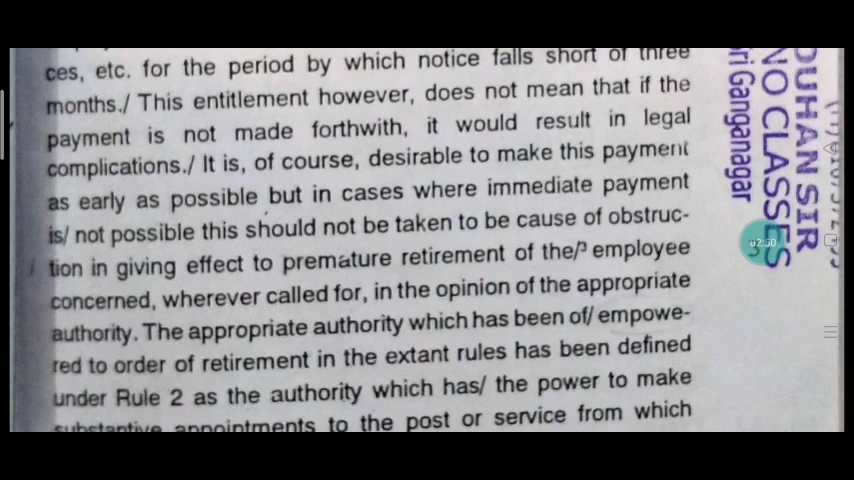 ces, etc. for the period by which notice falls short of three
months./ This entitlement however, does not mean that if the
payment is not made forthwith, it would result in legal
complications./ It is, of course, desirable to make this payment
as early as possible but in cases where immediate payment
is/ not possible this should not be taken to be cause of obstruc-
tion in giving effect to premature retirement of the/³ employee
concerned, wherever called for, in the opinion of the appropriate
authority. The appropriate authority which has been of/ empowe-
red to order of retirement in the extant rules has been defined
under Rule 2 as the authority which has/ the power to make
substantive appointments to the post or service from which
OUHAN SIR
NO CLASSES
ri Ganganagar
02:50